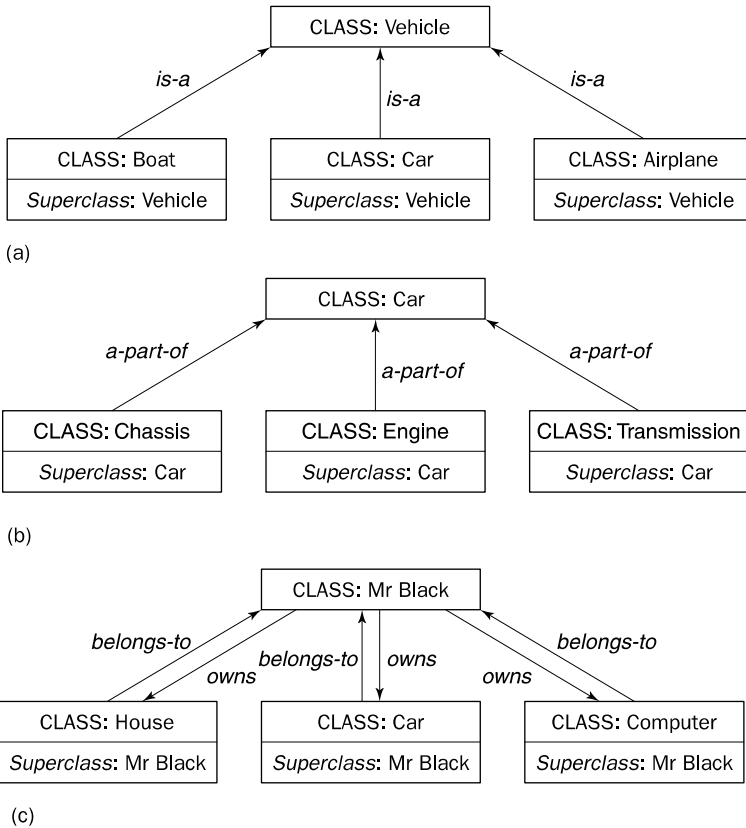 CLASS: Vehicle
is-a
is-a
is-a
CLASS: Boat
CLASS: Car
CLASS: Airplane
Superclass: Vehicle
Superclass: Vehicle
Superclass: Vehicle
(a)
CLASS: Car
a-part-of
a-part-of
a-part-of
CLASS: Chassis
CLASS: Engine
CLASS: Transmission
Superclass: Car
Superclass: Car
Superclass: Car
(b)
CLASS: Mr Black
belongs-to
owns
belongs-to
owns
owns
belongs-to
CLASS: House
CLASS: Car
CLASS: Computer
Superclass: Mr Black
Superclass: Mr Black
Superclass: Mr Black
(c)